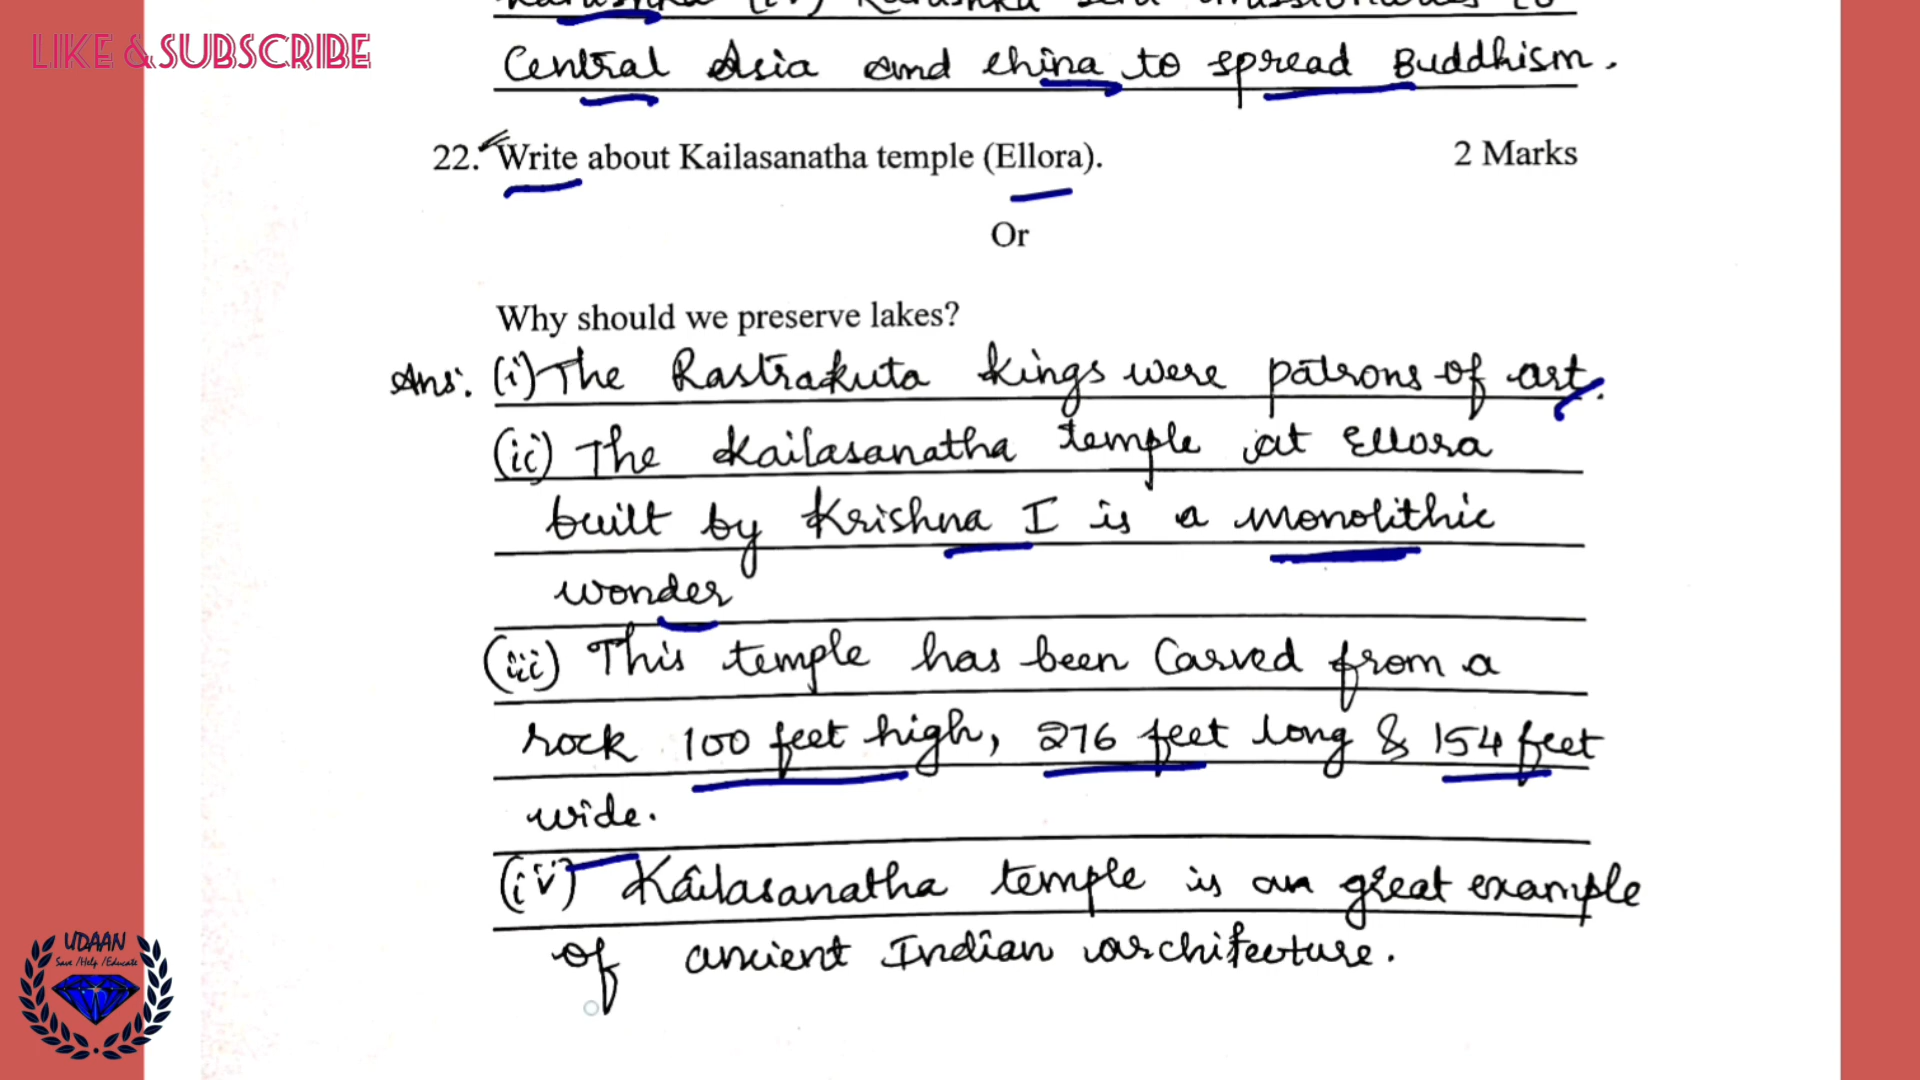 LIKE & SUBSCRIBE
Central Asia and China to spread Buddhism.
22. Write about Kailasanatha temple (Ellora). 2 Marks
Or
Why should we preserve lakes?
Ans: (i) The Rastrakuta kings were patrons of art.
(ii) The Kailasanatha temple at Ellora
built by Krishna I is a monolithic
wonder
(iii) This temple has been Carved from a
rock 100 feet high, 276 feet long & 154 feet
wide.
(iv) Kailasanatha temple is an great example
of ancient Indian architecture.
UDAAN
Save /Help /Educate